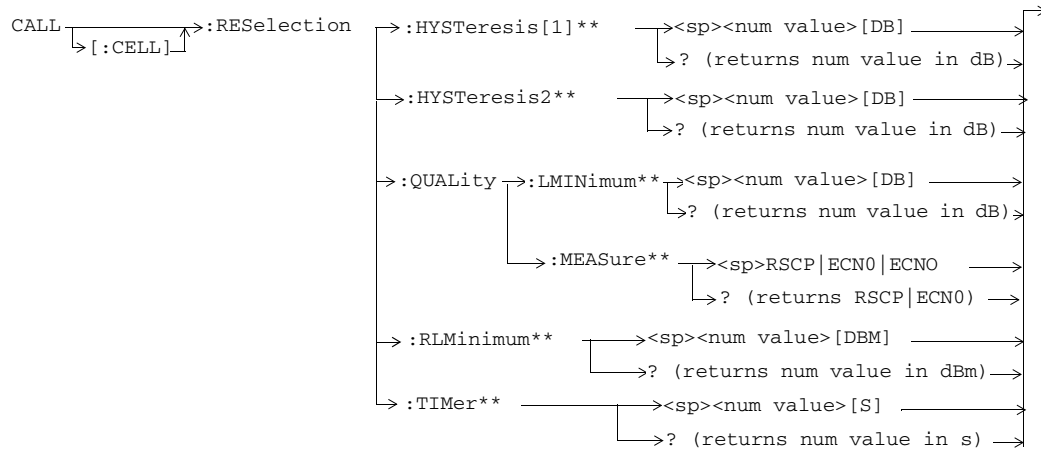 CALL :RESelection :HYSTeresis[1]** <sp><num value>[DB]
[:CELL] ? (returns num value in dB)
:HYSTeresis2** <sp><num value>[DB]
? (returns num value in dB)
:QUALity :LMINimum** <sp><num value>[DB]
? (returns num value in dB)
:MEASure** <sp>RSCP|ECN0|ECNO
? (returns RSCP|ECN0)
:RLMinimum** <sp><num value>[DBM]
? (returns num value in dBm)
:TIMer** <sp><num value>[S]
? (returns num value in s)